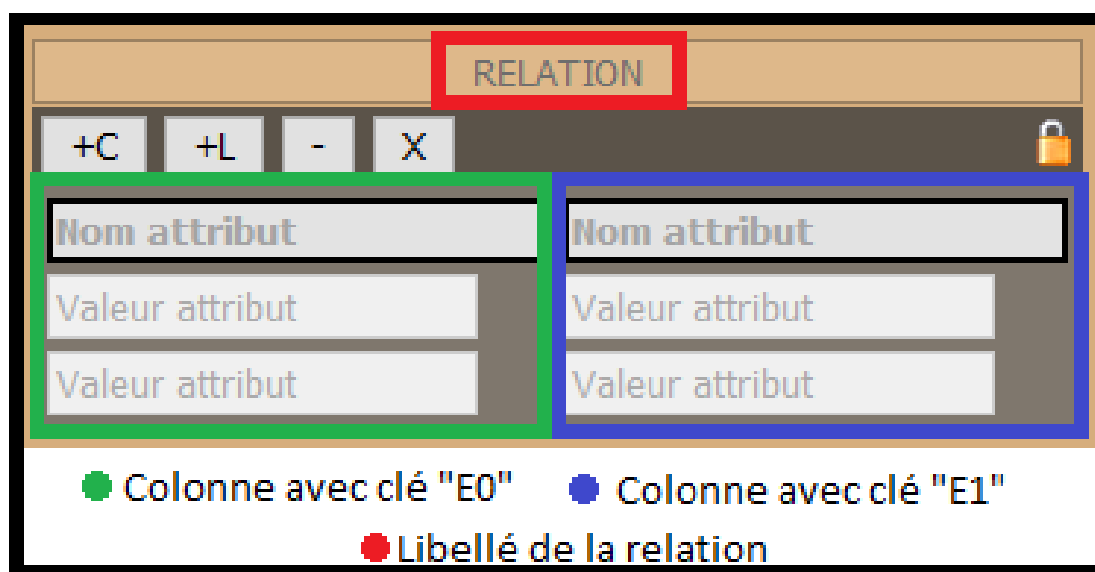 RELATION
+C +L - X
Nom attribut Nom attribut
Valeur attribut Valeur attribut
Valeur attribut Valeur attribut
Colonne avec clé "E0" Colonne avec clé "E1"
Libellé de la relation